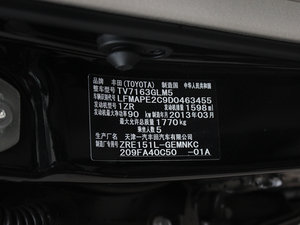 品牌 丰田(TOYOTA) 制造国 中华人民共和国
整车型号 TV7163GLM5
车辆识别代号 LFMAPE2C9D0463455
发动机型号 1ZR 发动机排量 1598 ml
发动机最大净功率 90 kw 制造年月 2013年03月
最大允许总质量 1770 kg
乘坐人数 5
生产厂名 天津一汽丰田汽车有限公司
制造厂型号 ZRE151L-GEMNKC
209FA40C50 -01A